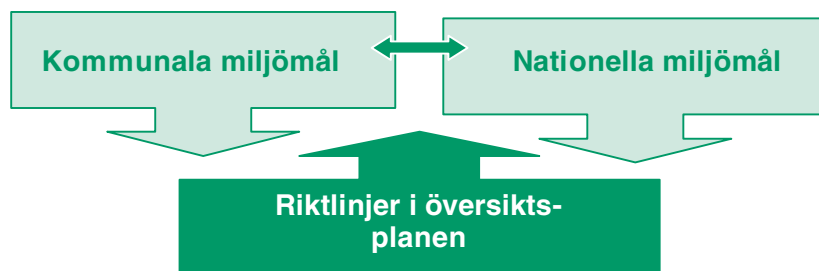 Kommunala miljömål
Nationella miljömål
Riktlinjer i översikts-
planen